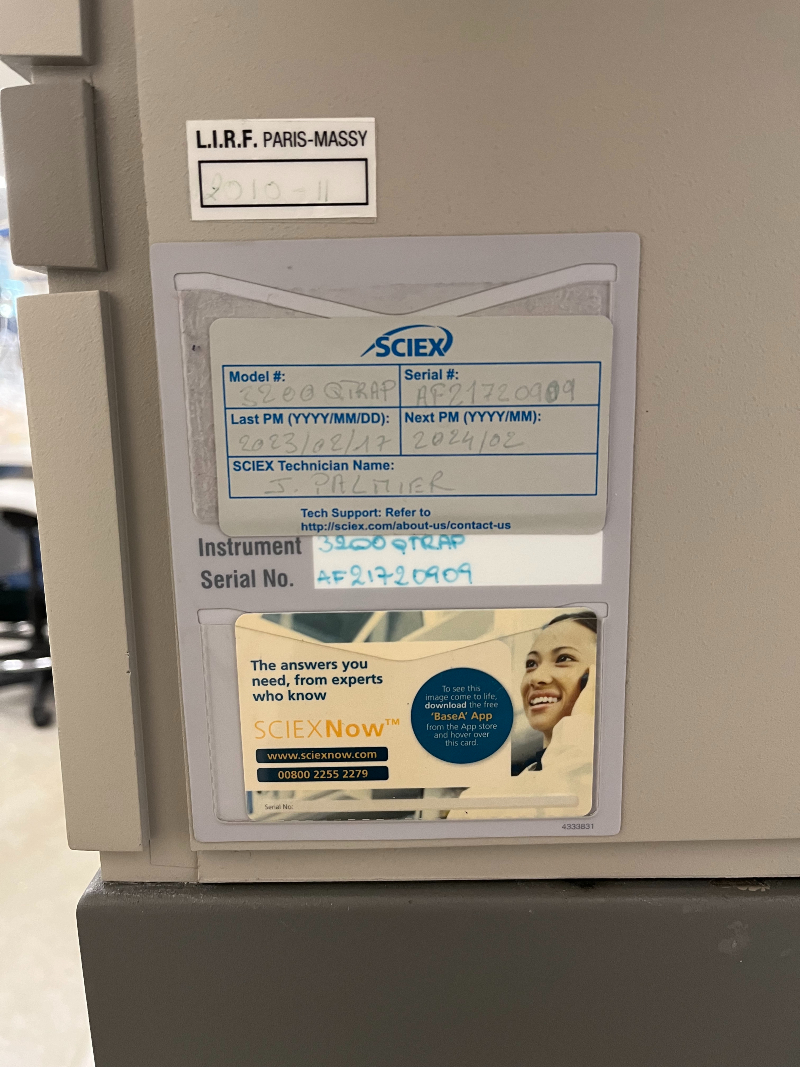 L.I.R.F. PARIS-MASSY
2010-11
SCIEX
Model #: 3200 QTRAP
Serial #: AF21720909
Last PM (YYYY/MM/DD): 2023/02/17
Next PM (YYYY/MM): 2024/02
SCIEX Technician Name:
J. PALMIER
Tech Support: Refer to
http://sciex.com/about-us/contact-us
Instrument 3200 QTRAP
Serial No. AF21720909
The answers you
need, from experts
who know
SCIEXNow™
www.sciexnow.com
00800 2255 2279
To see this
image come to life,
download the free
'BaseA' App
from the App store
and hover over
this card.
Serial No:
4333831